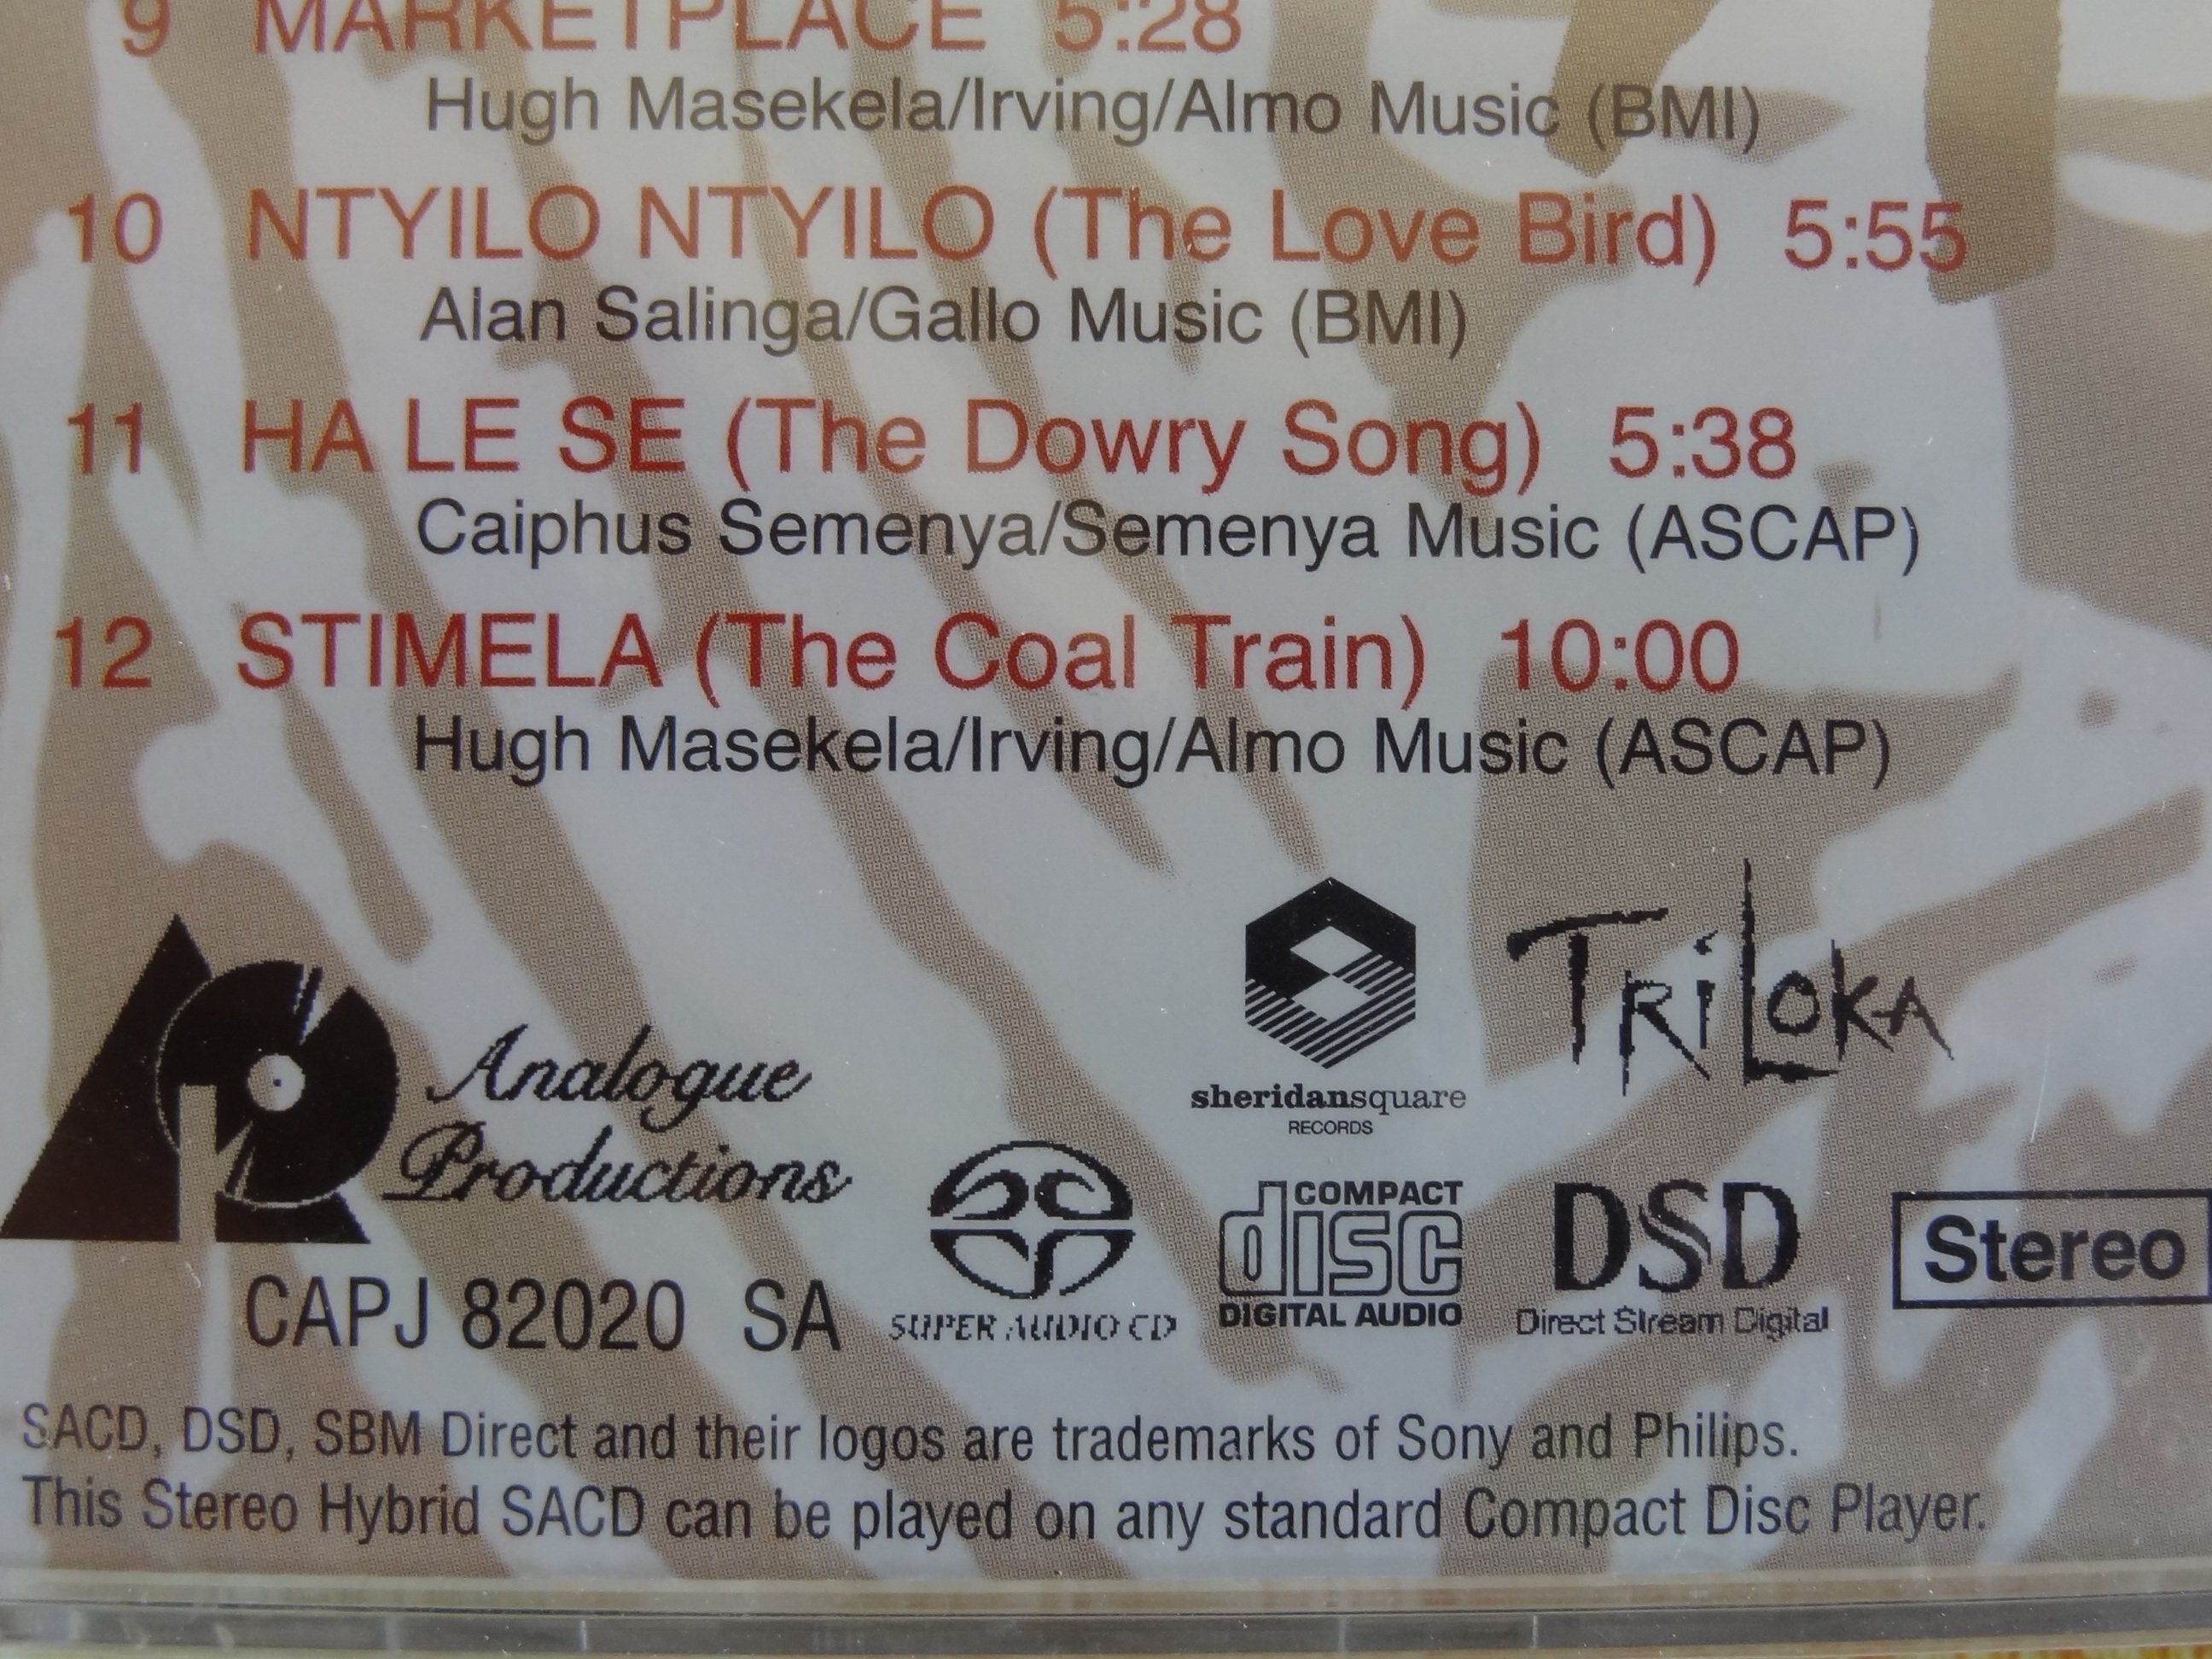 9 MARKETPLACE 5:28
Hugh Masekela/Irving/Almo Music (BMI)
10 NTYILO NTYILO (The Love Bird) 5:55
Alan Salinga/Gallo Music (BMI)
11 HA LE SE (The Dowry Song) 5:38
Caiphus Semenya/Semenya Music (ASCAP)
12 STIMELA (The Coal Train) 10:00
Hugh Masekela/Irving/Almo Music (ASCAP)
Analogue
Productions
sheridansquare
RECORDS
TRiLOKA
CAPJ 82020 SA
SUPER AUDIO CD
COMPACT
disc
DIGITAL AUDIO
DSD
Direct Stream Digital
Stereo
SACD, DSD, SBM Direct and their logos are trademarks of Sony and Philips.
This Stereo Hybrid SACD can be played on any standard Compact Disc Player.